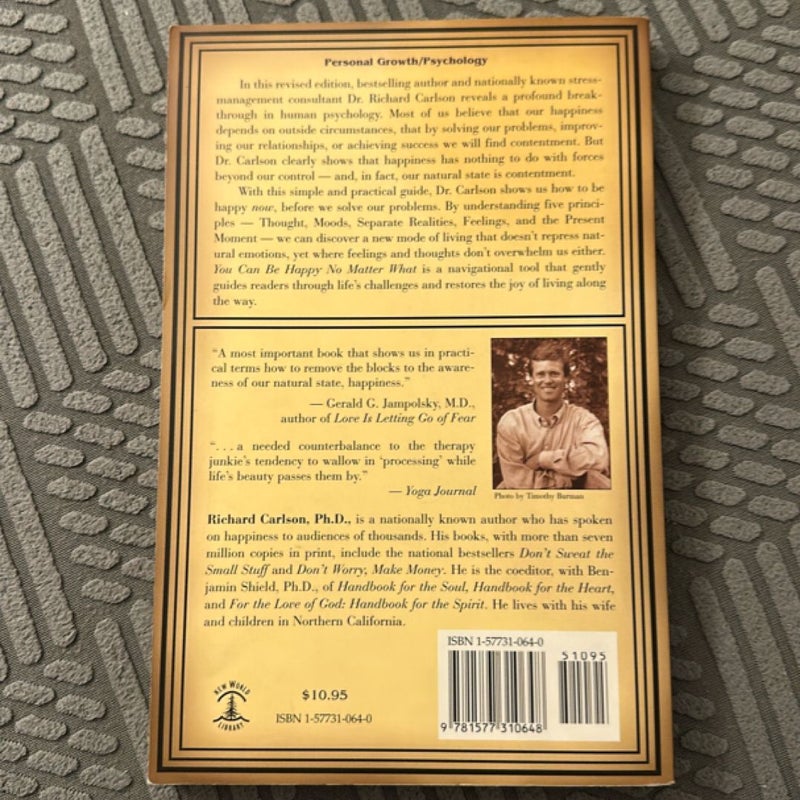 Personal Growth/Psychology
In this revised edition, bestselling author and nationally known stress-
management consultant Dr. Richard Carlson reveals a profound break-
through in human psychology. Most of us believe that our happiness
depends on outside circumstances, that by solving our problems, improv-
ing our relationships, or achieving success we will find contentment. But
Dr. Carlson clearly shows that happiness has nothing to do with forces
beyond our control — and, in fact, our natural state is contentment.
With this simple and practical guide, Dr. Carlson shows us how to be
happy now, before we solve our problems. By understanding five princi-
ples — Thought, Moods, Separate Realities, Feelings, and the Present
Moment — we can discover a new mode of living that doesn't repress nat-
ural emotions, yet where feelings and thoughts don't overwhelm us either.
You Can Be Happy No Matter What is a navigational tool that gently
guides readers through life's challenges and restores the joy of living along
the way.
"A most important book that shows us in practi-
cal terms how to remove the blocks to the aware-
ness of our natural state, happiness."
— Gerald G. Jampolsky, M.D.,
author of Love Is Letting Go of Fear
". . . a needed counterbalance to the therapy
junkie's tendency to wallow in 'processing' while
life's beauty passes them by."
— Yoga Journal
Photo by Timothy Burman
Richard Carlson, Ph.D., is a nationally known author who has spoken
on happiness to audiences of thousands. His books, with more than seven
million copies in print, include the national bestsellers Don't Sweat the
Small Stuff and Don't Worry, Make Money. He is the coeditor, with Ben-
jamin Shield, Ph.D., of Handbook for the Soul, Handbook for the Heart,
and For the Love of God: Handbook for the Spirit. He lives with his wife
and children in Northern California.
NEW WORLD
LIBRARY
$10.95
ISBN 1-57731-064-0
ISBN 1-57731-064-0
51095
9 781577 310648